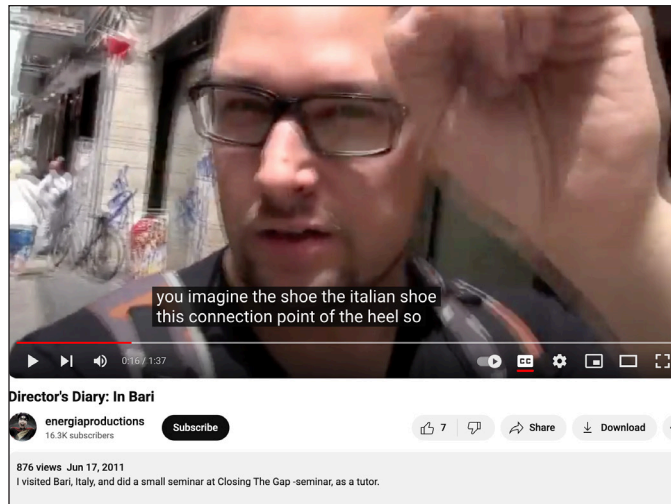 you imagine the shoe the italian shoe
this connection point of the heel so
0:16 / 1:37
CC
Director's Diary: In Bari
energiaproductions
16.3K subscribers
Subscribe
7
Share
Download
876 views Jun 17, 2011
I visited Bari, Italy, and did a small seminar at Closing The Gap -seminar, as a tutor.